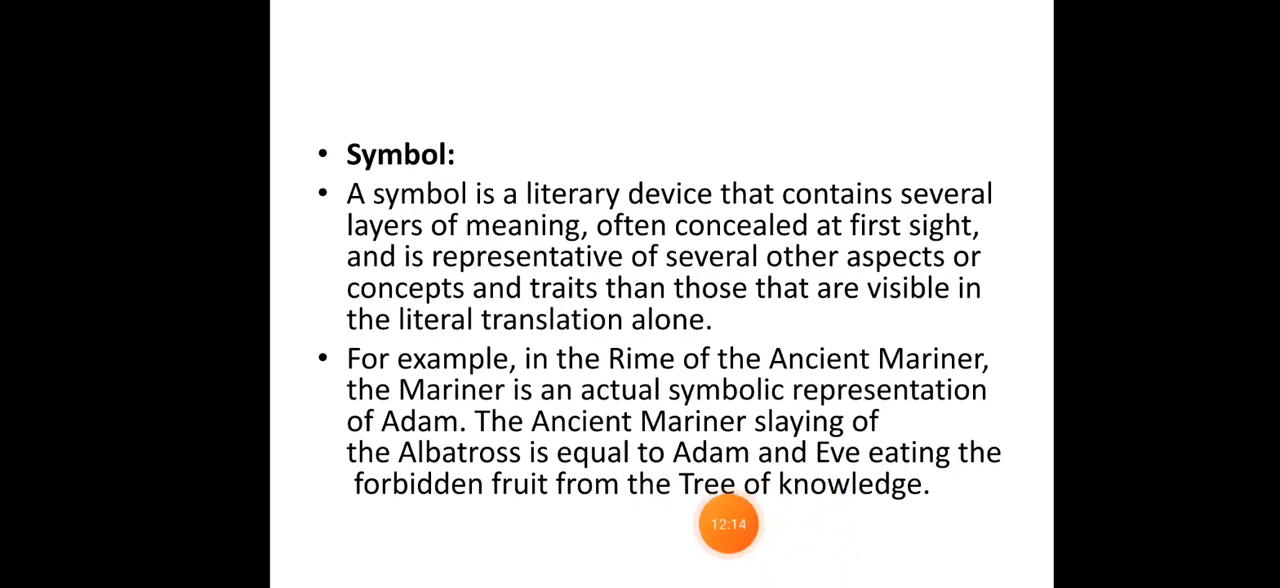 • Symbol:
• A symbol is a literary device that contains several
layers of meaning, often concealed at first sight,
and is representative of several other aspects or
concepts and traits than those that are visible in
the literal translation alone.
• For example, in the Rime of the Ancient Mariner,
the Mariner is an actual symbolic representation
of Adam. The Ancient Mariner slaying of
the Albatross is equal to Adam and Eve eating the
forbidden fruit from the Tree of knowledge.
12:14